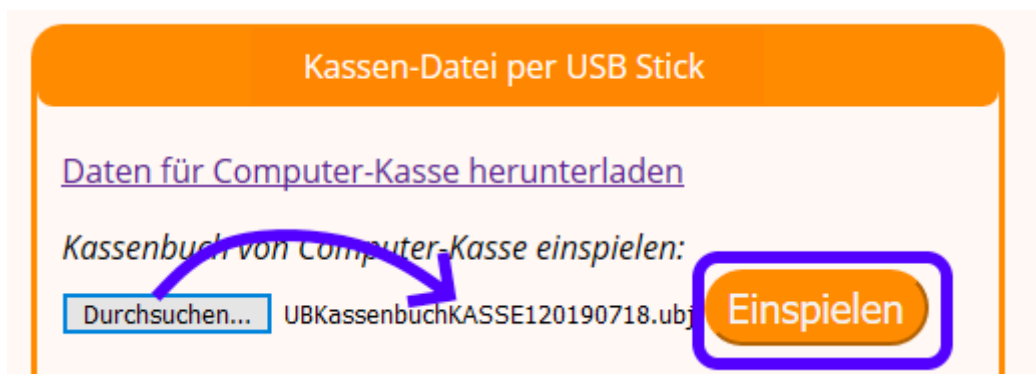 Kassen-Datei per USB Stick
Daten für Computer-Kasse herunterladen
Kassenbuch von Computer-Kasse einspielen:
Durchsuchen... UBKassenbuchKASSE120190718.ubj Einspielen